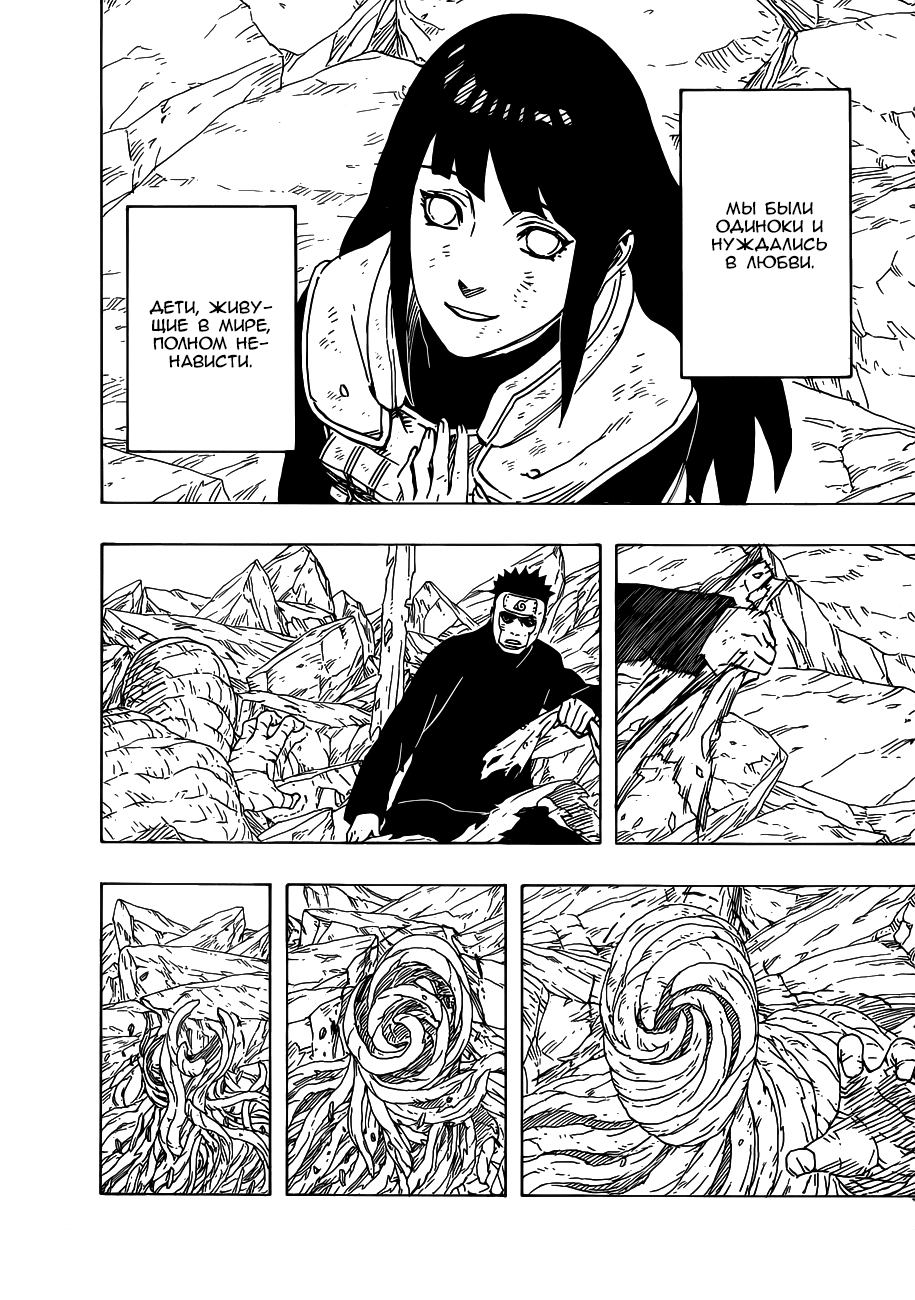 МЫ БЫЛИ
ОДИНОКИ И
НУЖДАЛИСЬ
В ЛЮБВИ.
ДЕТИ, ЖИВУ-
ЩИЕ В МИРЕ,
ПОЛНОМ НЕ-
НАВИСТИ.